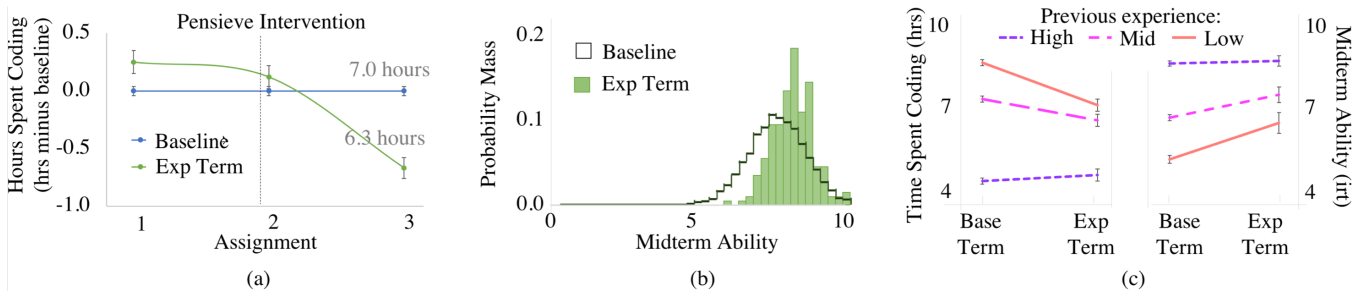 Pensieve Intervention
Hours Spent Coding
(hrs minus baseline)
0.5
0.0
-0.5
-1.0
7.0 hours
6.3 hours
Baseline
Exp Term
1
2
3
Assignment
(a)
Probability Mass
0.2
0.1
0.0
Baseline
Exp Term
0
5
10
Midterm Ability
(b)
Previous experience:
High
Mid
Low
Time Spent Coding (hrs)
10
7
4
Base
Term
Exp
Term
Base
Term
Exp
Term
10
7
4
Midterm Ability (irt)
(c)